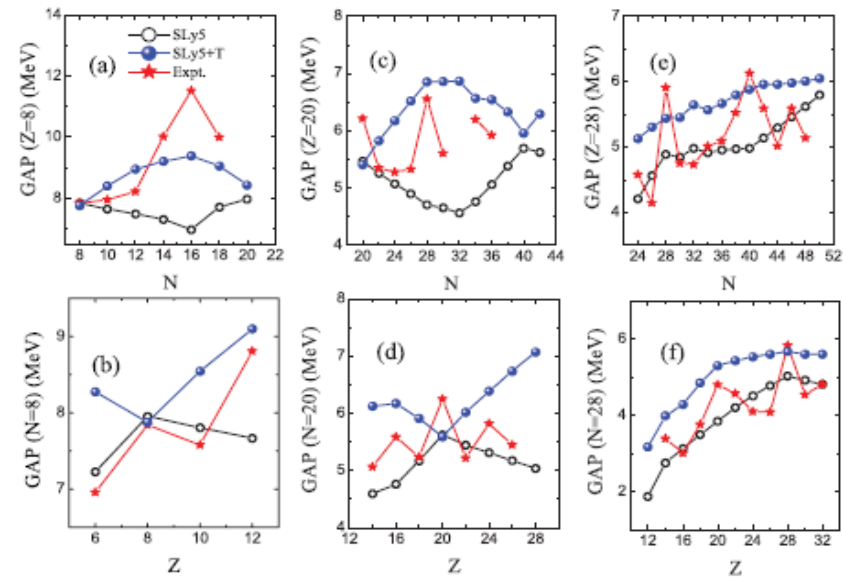 14
12
10
8
GAP (Z=8) (MeV)
(a)
SLy5
SLy5+T
Expt.
8 10 12 14 16 18 20 22
N
8
7
6
5
4
GAP (Z=20) (MeV)
(c)
20 24 28 32 36 40 44
N
7
6
5
4
GAP (Z=28) (MeV)
(e)
24 28 32 36 40 44 48 52
N
9
8
7
GAP (N=8) (MeV)
(b)
6 8 10 12
Z
8
7
6
5
4
GAP (N=20) (MeV)
(d)
12 16 20 24 28
Z
6
4
2
GAP (N=28) (MeV)
(f)
12 16 20 24 28 32
Z